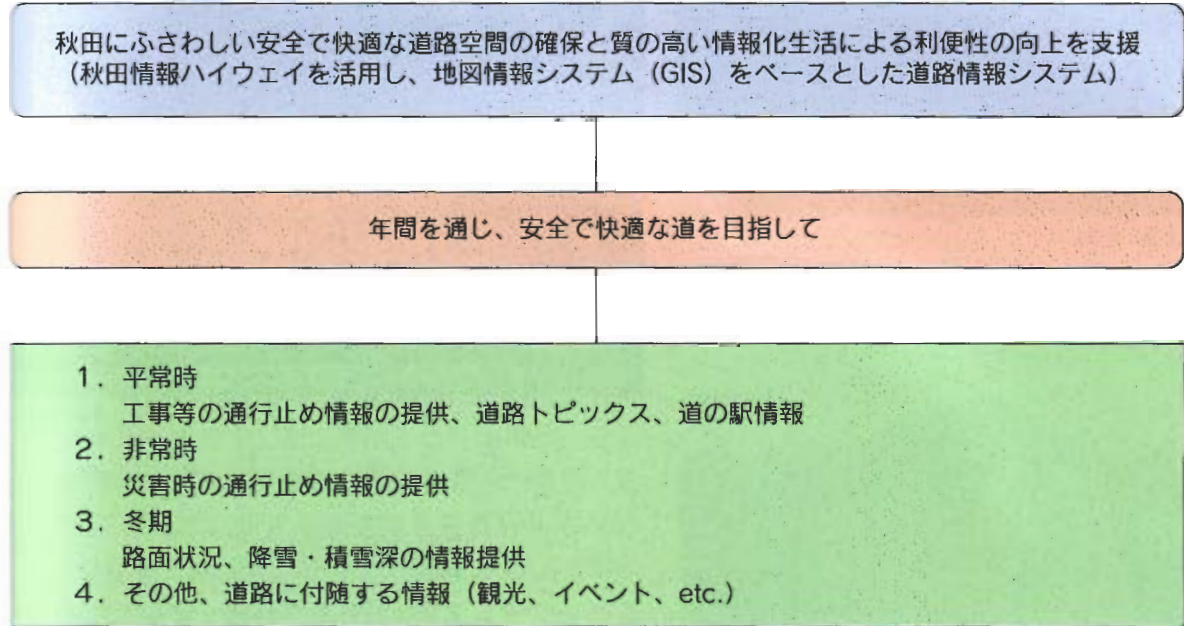 秋田にふさわしい安全で快適な道路空間の確保と質の高い情報化生活による利便性の向上を支援
（秋田情報ハイウェイを活用し、地図情報システム（GIS）をベースとした道路情報システム）
年間を通じ、安全で快適な道を目指して
1．平常時
工事等の通行止め情報の提供、道路トピックス、道の駅情報
2．非常時
災害時の通行止め情報の提供
3．冬期
路面状況、降雪・積雪深の情報提供
4．その他、道路に付随する情報（観光、イベント、etc.）